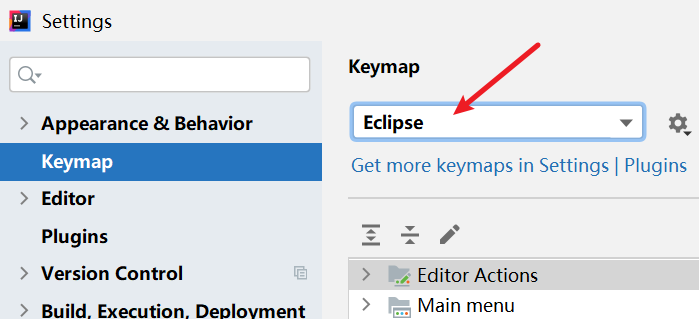 Settings
Keymap
Eclipse
Get more keymaps in Settings | Plugins
Editor Actions
Main menu
Appearance & Behavior
Keymap
Editor
Plugins
Version Control
Build, Execution, Deployment